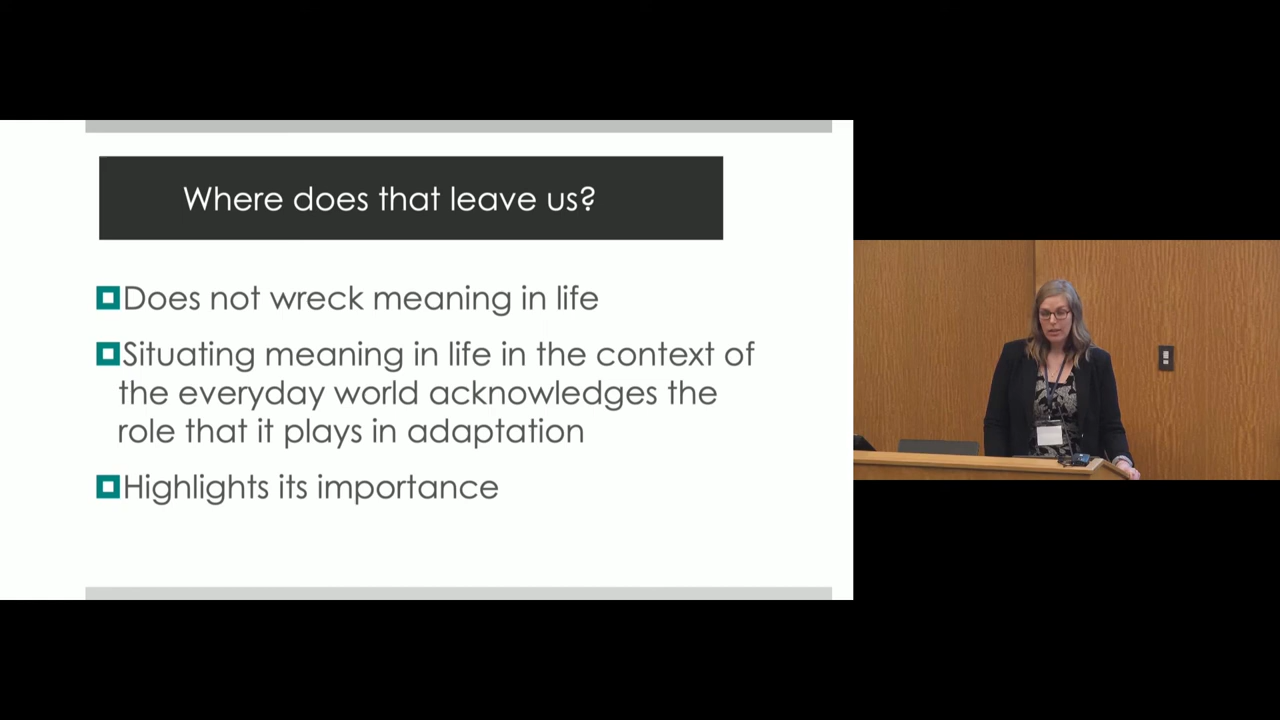 Where does that leave us?
Does not wreck meaning in life
Situating meaning in life in the context of
the everyday world acknowledges the
role that it plays in adaptation
Highlights its importance